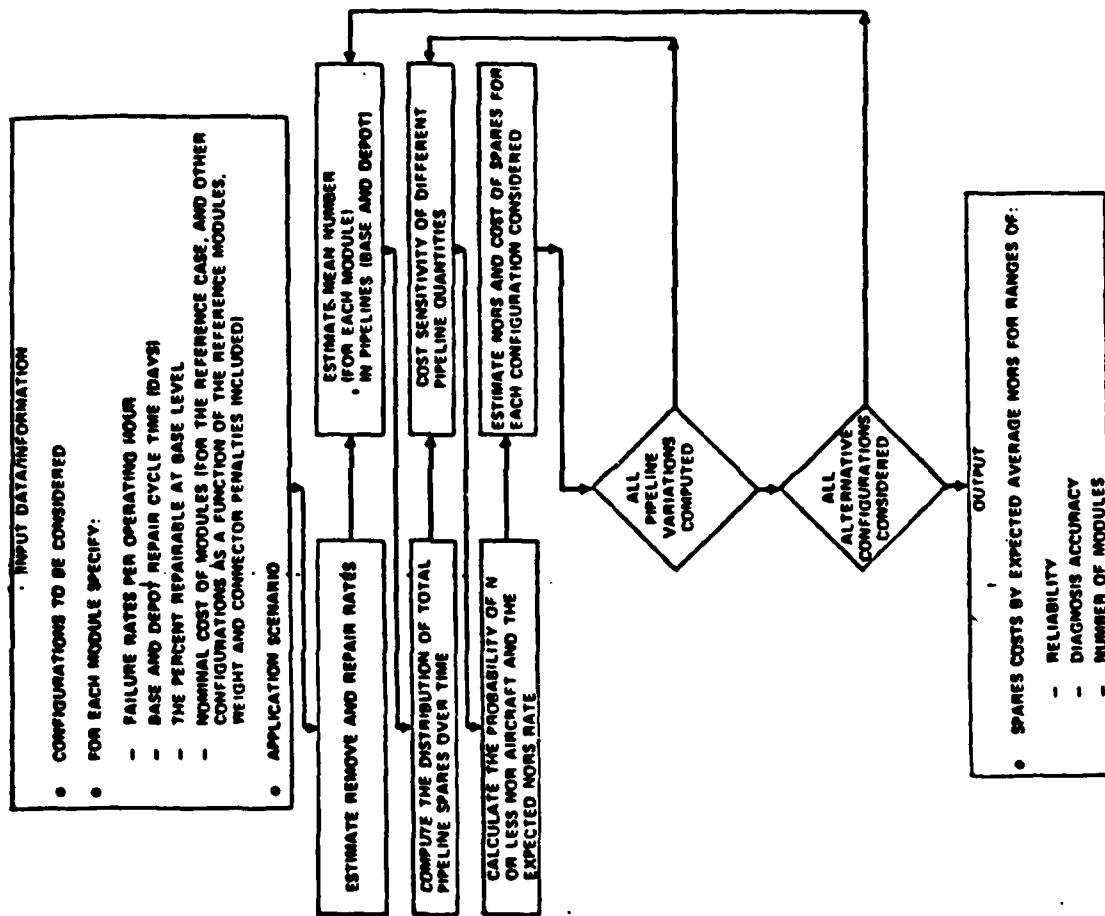 INPUT DATA/INFORMATION
• CONFIGURATIONS TO BE CONSIDERED
• FOR EACH MODULE SPECIFY:
– FAILURE RATES PER OPERATING HOUR
– BASE AND DEPOT REPAIR CYCLE TIME (DAYS)
– THE PERCENT REPAIRABLE AT BASE LEVEL
– NOMINAL COST OF MODULES (FOR THE REFERENCE CASE, AND OTHER
CONFIGURATIONS AS A FUNCTION OF THE REFERENCE MODULES,
WEIGHT AND CONNECTOR PENALTIES INCLUDED)
• APPLICATION SCENARIO
ESTIMATE REMOVE AND REPAIR RATES
ESTIMATE MEAN NUMBER
(FOR EACH MODULE)
IN PIPELINES (BASE AND DEPOT)
COMPUTE THE DISTRIBUTION OF TOTAL
PIPELINE SPARES OVER TIME
COST SENSITIVITY OF DIFFERENT
PIPELINE QUANTITIES
CALCULATE THE PROBABILITY OF N
OR LESS NOR AIRCRAFT AND THE
EXPECTED NORS RATE
ESTIMATE NORS AND COST OF SPARES FOR
EACH CONFIGURATION CONSIDERED
ALL
PIPELINE
VARIATIONS
COMPUTED
ALL
ALTERNATIVE
CONFIGURATIONS
CONSIDERED
OUTPUT
• SPARES COSTS BY EXPECTED AVERAGE NORS FOR RANGES OF:
– RELIABILITY
– DIAGNOSIS ACCURACY
– NUMBER OF MODULES